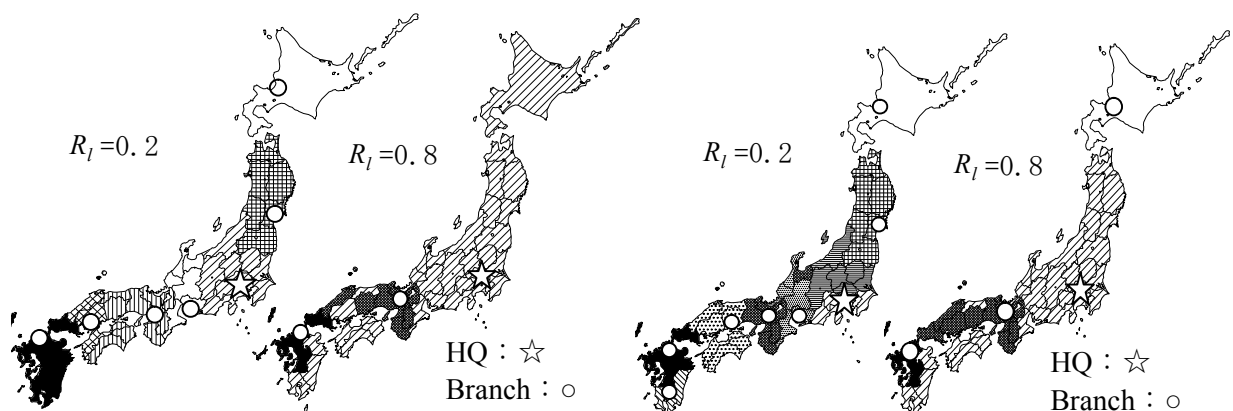 R_l=0.2
R_l=0.8
HQ：☆
Branch：○
R_l=0.2
R_l=0.8
HQ：☆
Branch：○